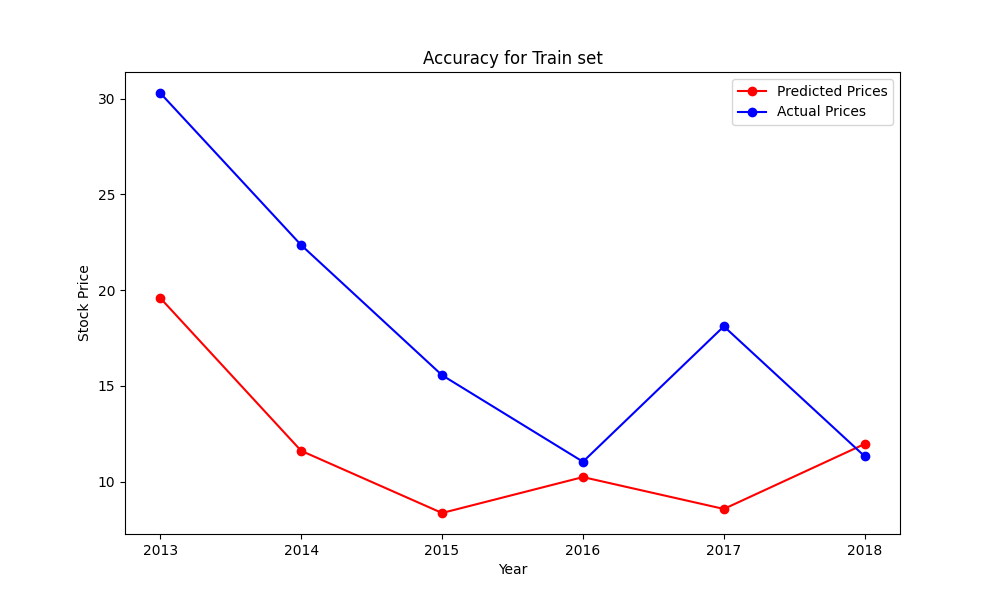 Accuracy for Train set
Predicted Prices
Actual Prices
Stock Price
30
25
20
15
10
2013 2014 2015 2016 2017 2018
Year